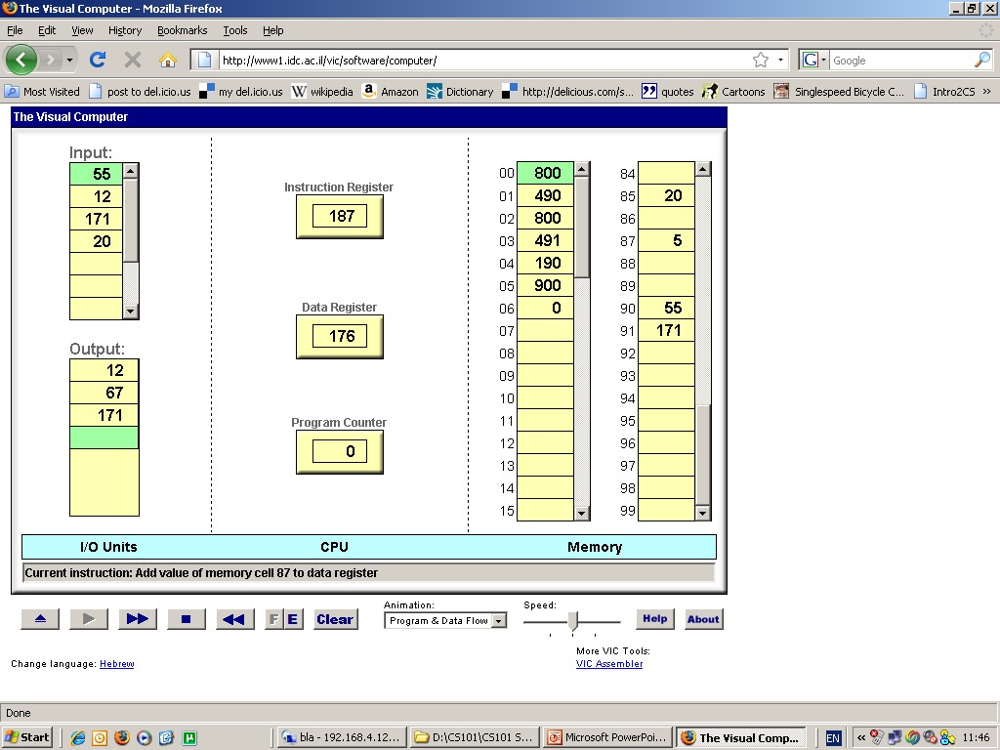 The Visual Computer - Mozilla Firefox
File Edit View History Bookmarks Tools Help
http://www1.idc.ac.il/vic/software/computer/
G Google
Most Visited post to del.icio.us my del.icio.us W wikipedia a Amazon Dictionary http://delicious.com/s... quotes Cartoons Singlespeed Bicycle C... Intro2CS »
The Visual Computer
Input:
55
12
171
20
Output:
12
67
171
Instruction Register
187
Data Register
176
Program Counter
0
00 800
01 490
02 800
03 491
04 190
05 900
06 0
07
08
09
10
11
12
13
14
15
84
85 20
86
87 5
88
89
90 55
91 171
92
93
94
95
96
97
98
99
I/O Units CPU Memory
Current instruction: Add value of memory cell 87 to data register
F E Clear
Animation:
Program & Data Flow
Speed:
Help About
More VIC Tools:
VIC Assembler
Change language: Hebrew
Done
Start bla - 192.168.4.12... D:\CS101\CS101 S... Microsoft PowerPoi... The Visual Comp... EN « 11:46